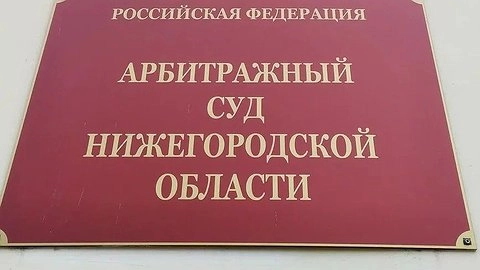 РОССИЙСКАЯ ФЕДЕРАЦИЯ
АРБИТРАЖНЫЙ
СУД
НИЖЕГОРОДСКОЙ
ОБЛАСТИ